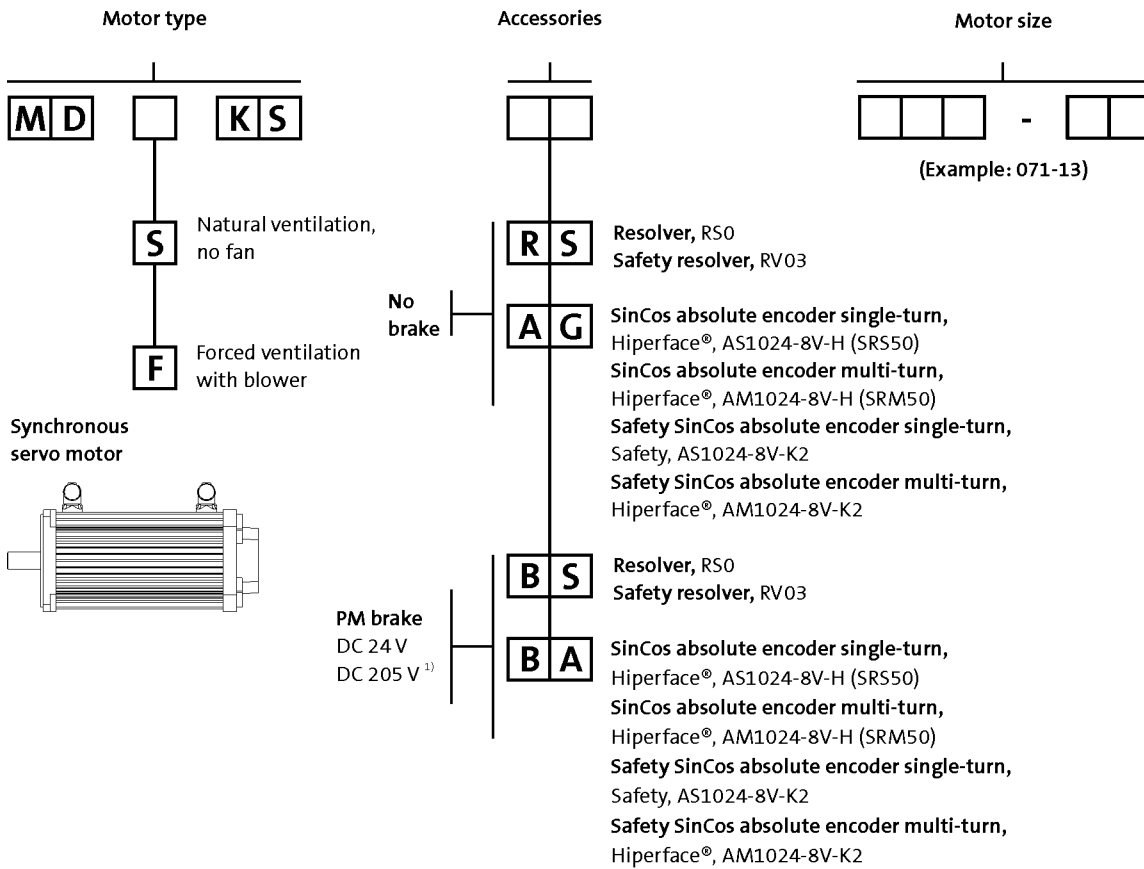 Motor type
Accessories
Motor size
M D K S
-
(Example: 071-13)
S
Natural ventilation,
no fan
F
Forced ventilation
with blower
Synchronous
servo motor
No
brake
R S
Resolver, RS0
Safety resolver, RV03
A G
SinCos absolute encoder single-turn,
Hiperface®, AS1024-8V-H (SRS50)
SinCos absolute encoder multi-turn,
Hiperface®, AM1024-8V-H (SRM50)
Safety SinCos absolute encoder single-turn,
Safety, AS1024-8V-K2
Safety SinCos absolute encoder multi-turn,
Hiperface®, AM1024-8V-K2
PM brake
DC 24 V
DC 205 V 1)
B S
Resolver, RS0
Safety resolver, RV03
B A
SinCos absolute encoder single-turn,
Hiperface®, AS1024-8V-H (SRS50)
SinCos absolute encoder multi-turn,
Hiperface®, AM1024-8V-H (SRM50)
Safety SinCos absolute encoder single-turn,
Safety, AS1024-8V-K2
Safety SinCos absolute encoder multi-turn,
Hiperface®, AM1024-8V-K2